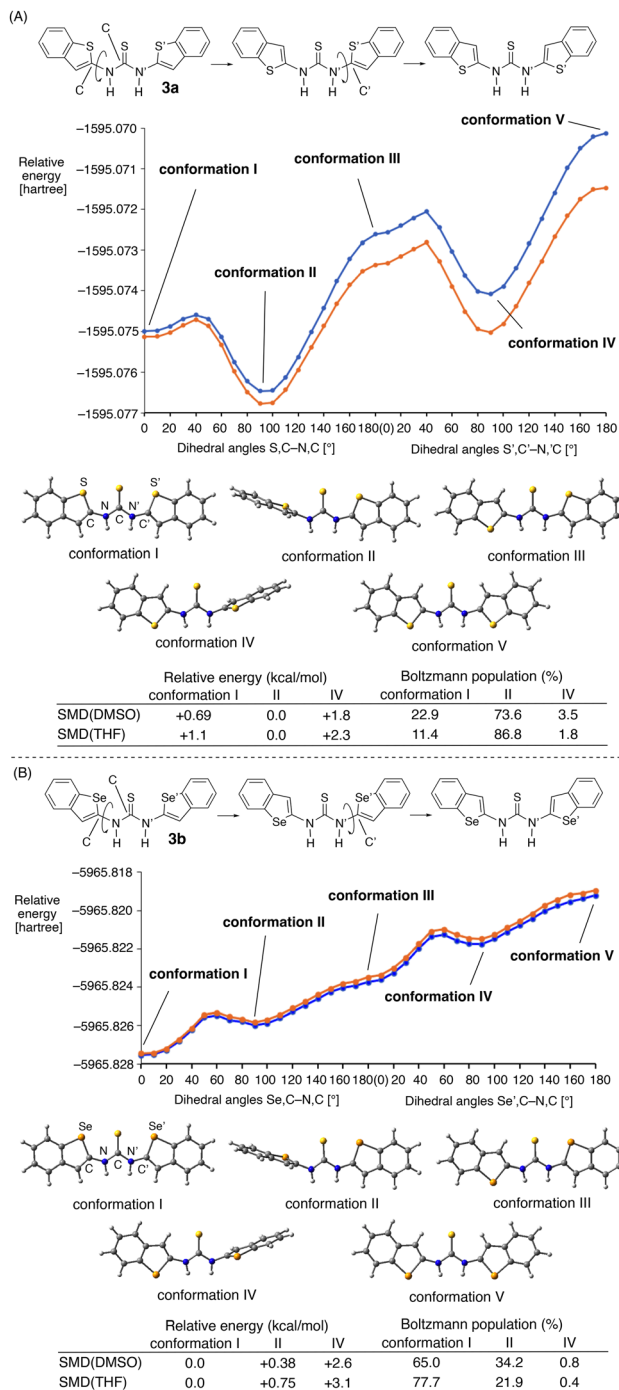 (A)
C S
S S S' S S' S
N N' N N' N N'
C H 3a H H H C' H H S'
−1595.070
−1595.071
−1595.072
−1595.073
−1595.074
−1595.075
−1595.076
−1595.077
Relative
energy
[hartree]
conformation I
conformation II
conformation III
conformation IV
conformation V
0 20 40 60 80 100 120 140 160 180(0) 20 40 60 80 100 120 140 160 180
Dihedral angles S,C–N,C [°] Dihedral angles S',C'–N,'C [°]
S S'
N N'
C C C'
conformation I
conformation II
conformation III
conformation IV
conformation V
Relative energy (kcal/mol) Boltzmann population (%)
conformation I II IV conformation I II IV
SMD(DMSO) +0.69 0.0 +1.8 22.9 73.6 3.5
SMD(THF) +1.1 0.0 +2.3 11.4 86.8 1.8
(B)
C S
Se Se' S Se' S
N N' N N' N N'
C H 3b H Se H H C' Se H H Se'
Relative
energy
[hartree]
−5965.818
−5965.820
−5965.822
−5965.824
−5965.826
−5965.828
conformation I
conformation II
conformation III
conformation IV
conformation V
0 20 40 60 80 100 120 140 160 180(0) 20 40 60 80 100 120 140 160 180
Dihedral angles Se,C–N,C [°] Dihedral angles Se',C–N,C [°]
Se Se'
N N'
C C C'
conformation I
conformation II
conformation III
conformation IV
conformation V
Relative energy (kcal/mol) Boltzmann population (%)
conformation I II IV conformation I II IV
SMD(DMSO) 0.0 +0.38 +2.6 65.0 34.2 0.8
SMD(THF) 0.0 +0.75 +3.1 77.7 21.9 0.4